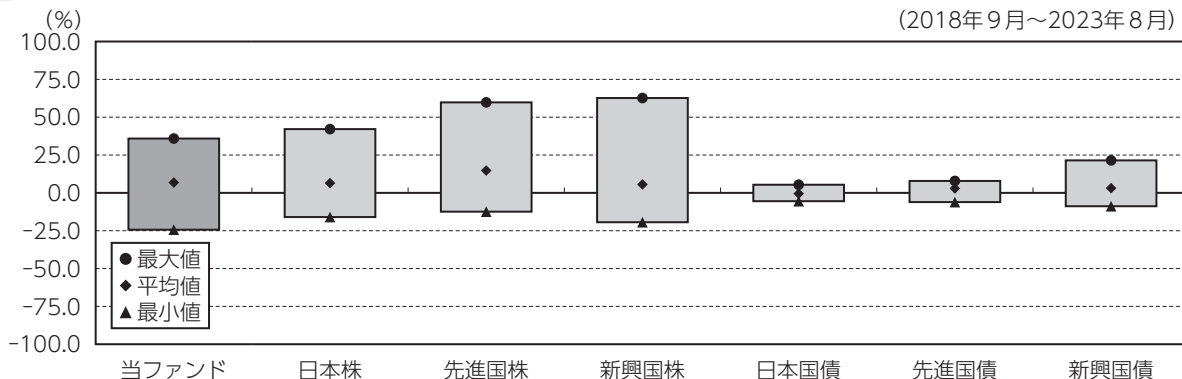 (%)
(2018年9月～2023年8月)
100.0
75.0
50.0
25.0
0.0
-25.0
-50.0
-75.0
-100.0
●最大値
◆平均値
▲最小値
当ファンド 日本株 先進国株 新興国株 日本国債 先進国債 新興国債